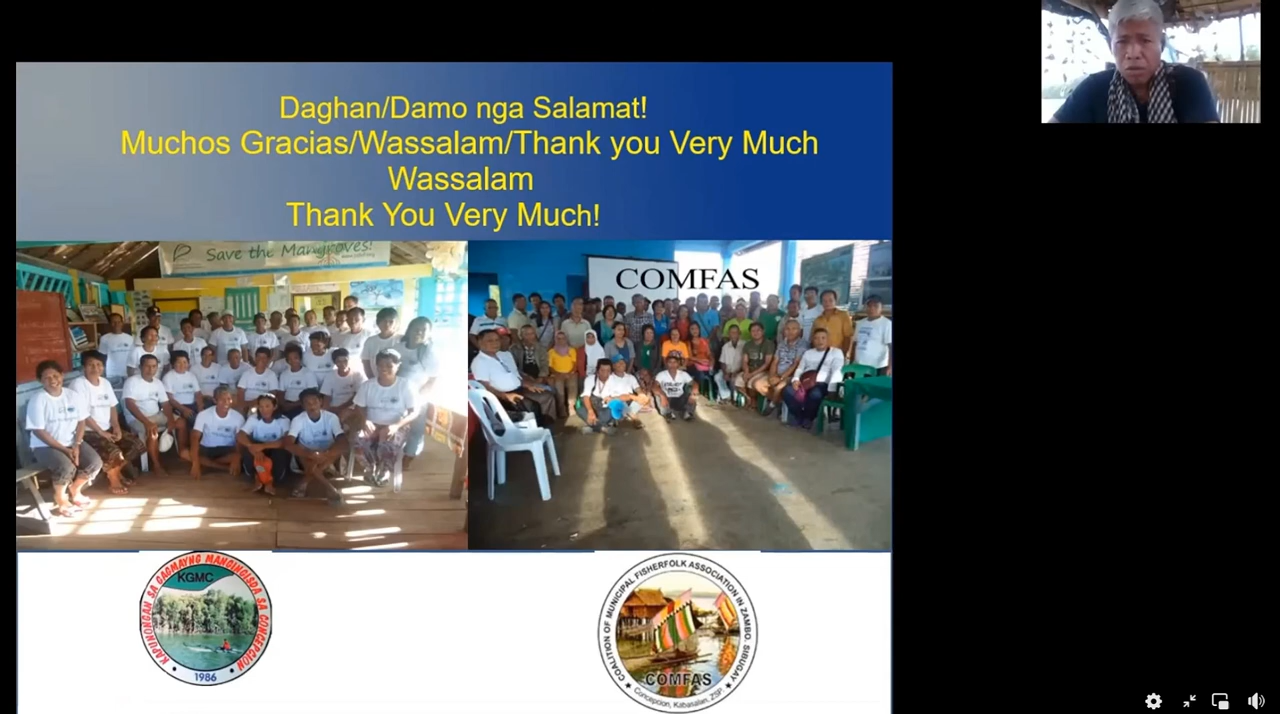 Daghan/Damo nga Salamat!
Muchos Gracias/Wassalam/Thank you Very Much
Wassalam
Thank You Very Much!
Save the Mangroves!
COMFAS
KGMC
KAPUNONGAN SA GAGMAYNG MANGINGISDA SA CONCEPCION
1986
COALITION OF MUNICIPAL FISHERFOLK ASSOCIATION IN ZAMBO. SIBUGAY
COMFAS
Concepcion, Kabasalan, ZSP.